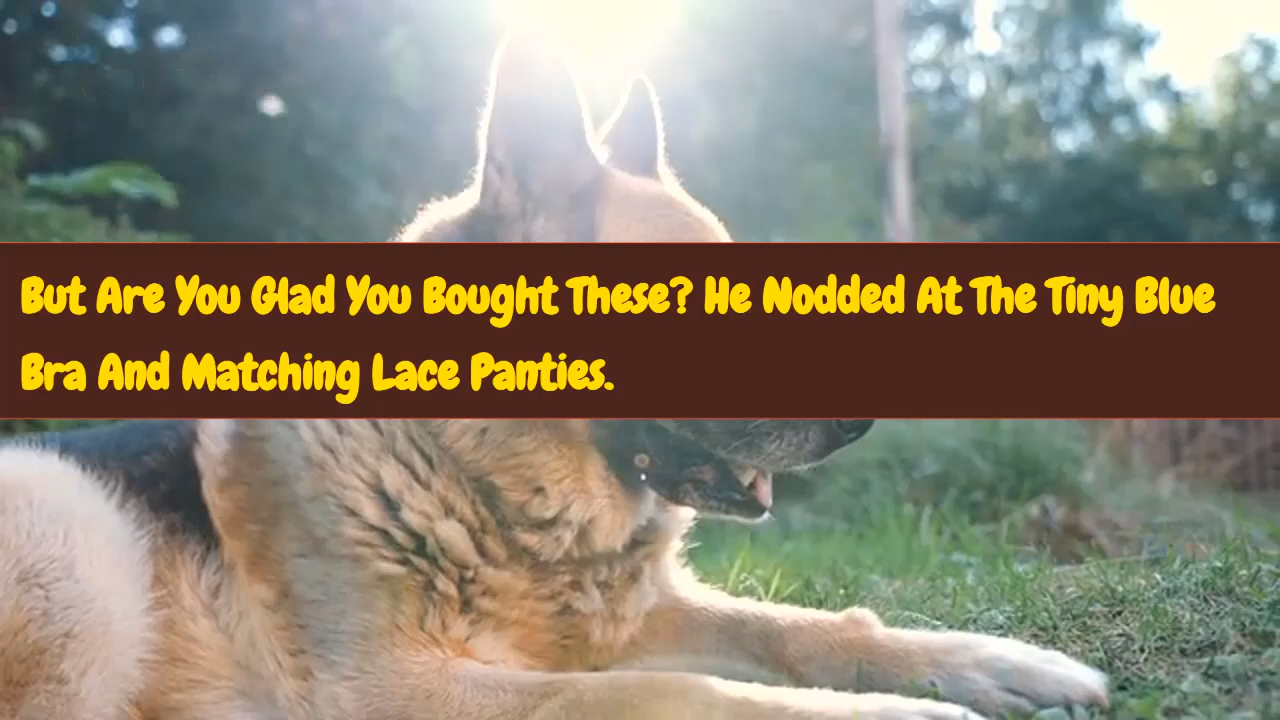 But Are You Glad You Bought These? He Nodded At The Tiny Blue
Bra And Matching Lace Panties.